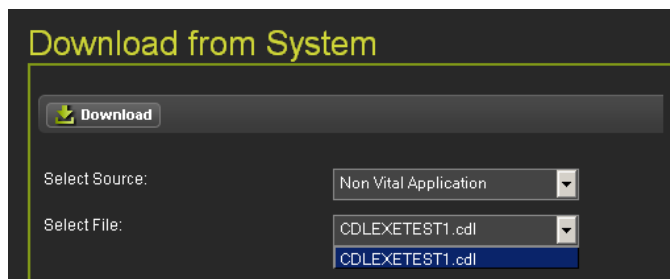 Download from System
Download
Select Source: Non Vital Application
Select File: CDLEXETEST1.cdl
CDLEXETEST1.cdl